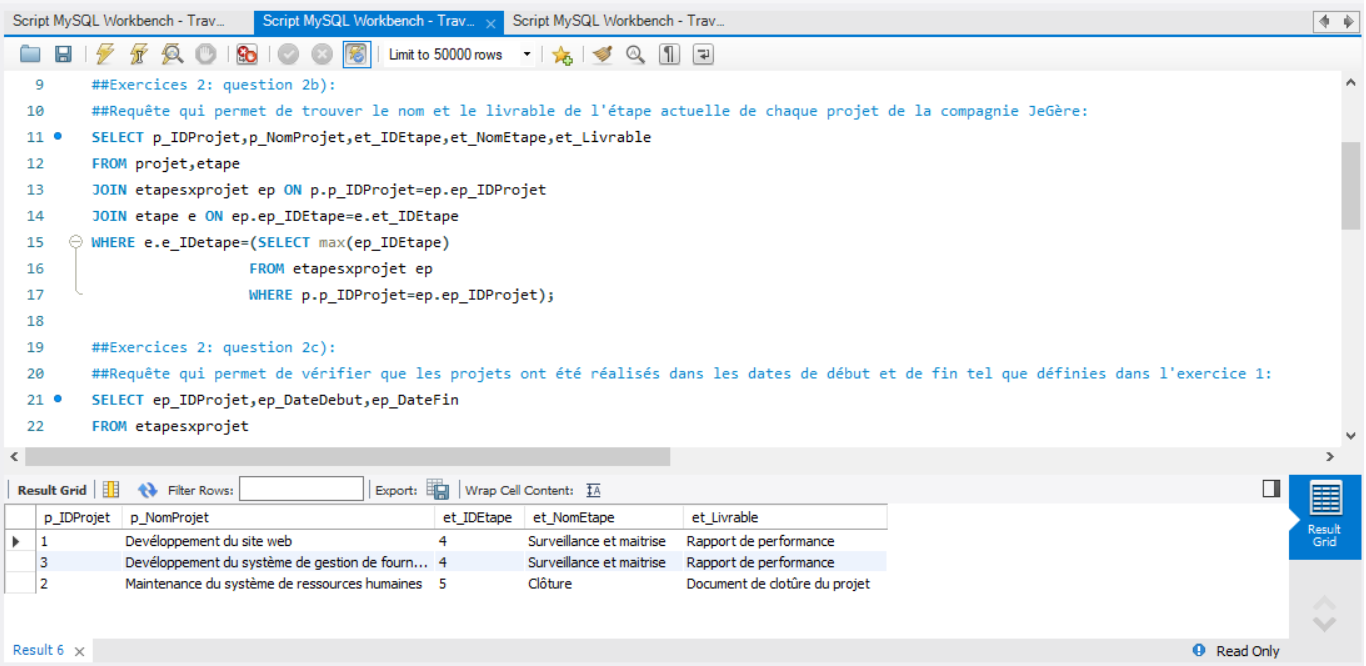 Script MySQL Workbench - Trav... Script MySQL Workbench - Trav... × Script MySQL Workbench - Trav...
Limit to 50000 rows
9 ##Exercices 2: question 2b):
10 ##Requête qui permet de trouver le nom et le livrable de l'étape actuelle de chaque projet de la compagnie JeGère:
11 SELECT p_IDProjet,p_NomProjet,et_IDEtape,et_NomEtape,et_Livrable
12 FROM projet,etape
13 JOIN etapesxprojet ep ON p.p_IDProjet=ep.ep_IDProjet
14 JOIN etape e ON ep.ep_IDEtape=e.et_IDEtape
15 WHERE e.e_IDetape=(SELECT max(ep_IDEtape)
16 FROM etapesxprojet ep
17 WHERE p.p_IDProjet=ep.ep_IDProjet);
18
19 ##Exercices 2: question 2c):
20 ##Requête qui permet de vérifier que les projets ont été réalisés dans les dates de début et de fin tel que définies dans l'exercice 1:
21 SELECT ep_IDProjet,ep_DateDebut,ep_DateFin
22 FROM etapesxprojet
Result Grid Filter Rows: Export: Wrap Cell Content:
p_IDProjet p_NomProjet et_IDEtape et_NomEtape et_Livrable
1 Devéloppement du site web 4 Surveillance et maitrise Rapport de performance
3 Devéloppement du système de gestion de fourn... 4 Surveillance et maitrise Rapport de performance
2 Maintenance du système de ressources humaines 5 Clôture Document de clotûre du projet
Result
Grid
Result 6 × Read Only